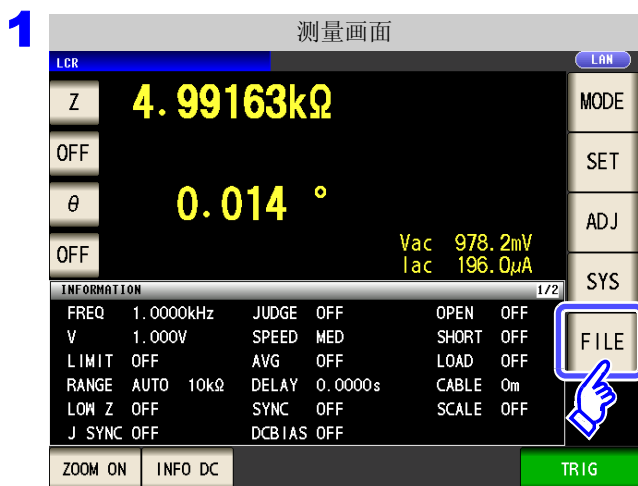 1
测量画面
LCR
LAN
Z 4.99163kΩ
MODE
OFF
SET
θ 0.014 °
ADJ
OFF
Vac 978.2mV
Iac 196.0μA
SYS
INFORMATION 1/2
FREQ 1.0000kHz JUDGE OFF OPEN OFF
V 1.000V SPEED MED SHORT OFF
FILE
LIMIT OFF AVG OFF LOAD OFF
RANGE AUTO 10kΩ DELAY 0.0000s CABLE 0m
LOW Z OFF SYNC OFF SCALE OFF
J SYNC OFF DCBIAS OFF
ZOOM ON INFO DC TRIG